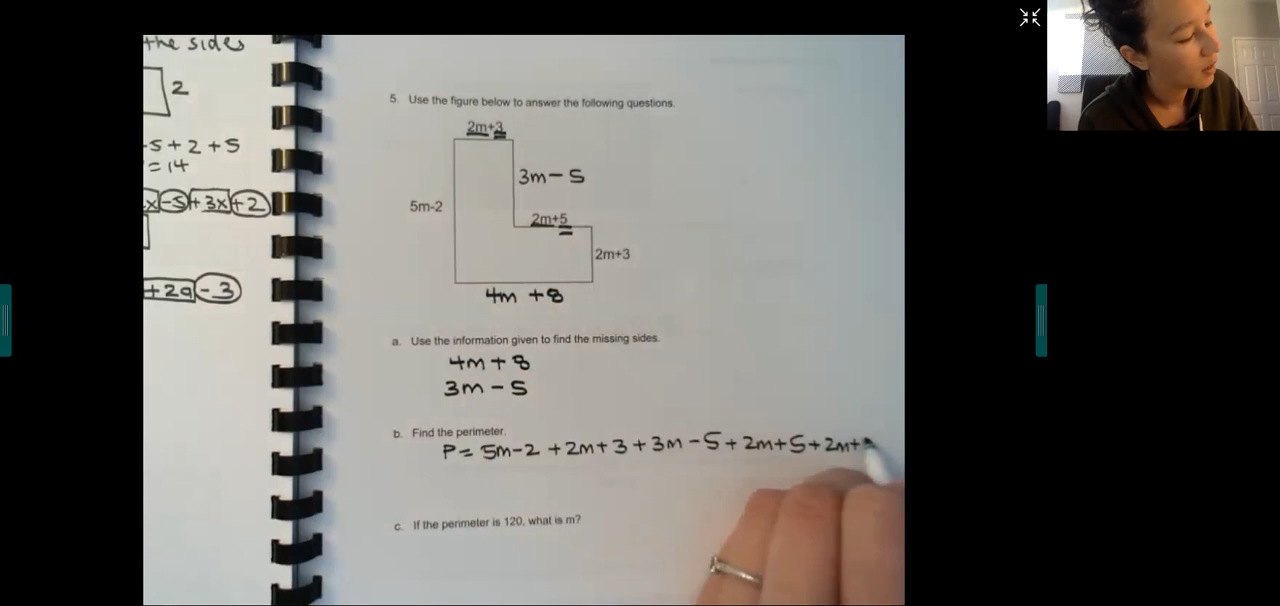 the sides
2
-5 + 2 + 5
= 14
x - 5 + 3x + 2
+ 2a - 3
5. Use the figure below to answer the following questions.
2m+3
3m - 5
5m-2
2m+5
2m+3
4m + 8
a. Use the information given to find the missing sides.
4m + 8
3m - 5
b. Find the perimeter.
P = 5m - 2 + 2m + 3 + 3m - 5 + 2m + 5 + 2m +
c. If the perimeter is 120, what is m?